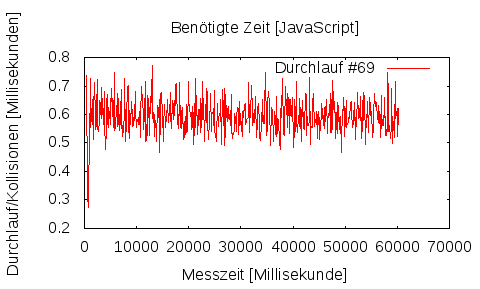 Benötigte Zeit [JavaScript]
Durchlauf/Kollisionen [Millisekunden]
Durchlauf #69
0.8
0.7
0.6
0.5
0.4
0.3
0.2
0 10000 20000 30000 40000 50000 60000 70000
Messzeit [Millisekunde]